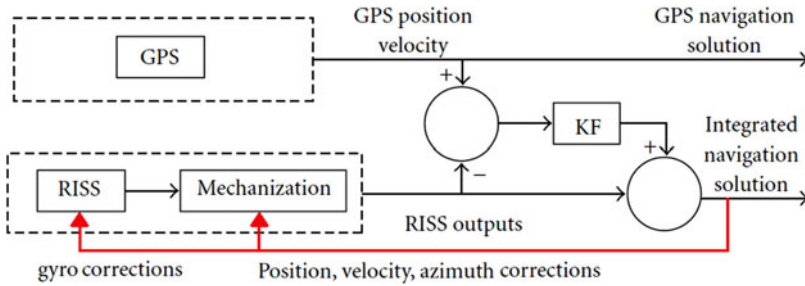 GPS position
velocity
GPS navigation
solution
GPS
+
KF
+
Integrated
navigation
solution
RISS
Mechanization
−
RISS outputs
gyro corrections
Position, velocity, azimuth corrections